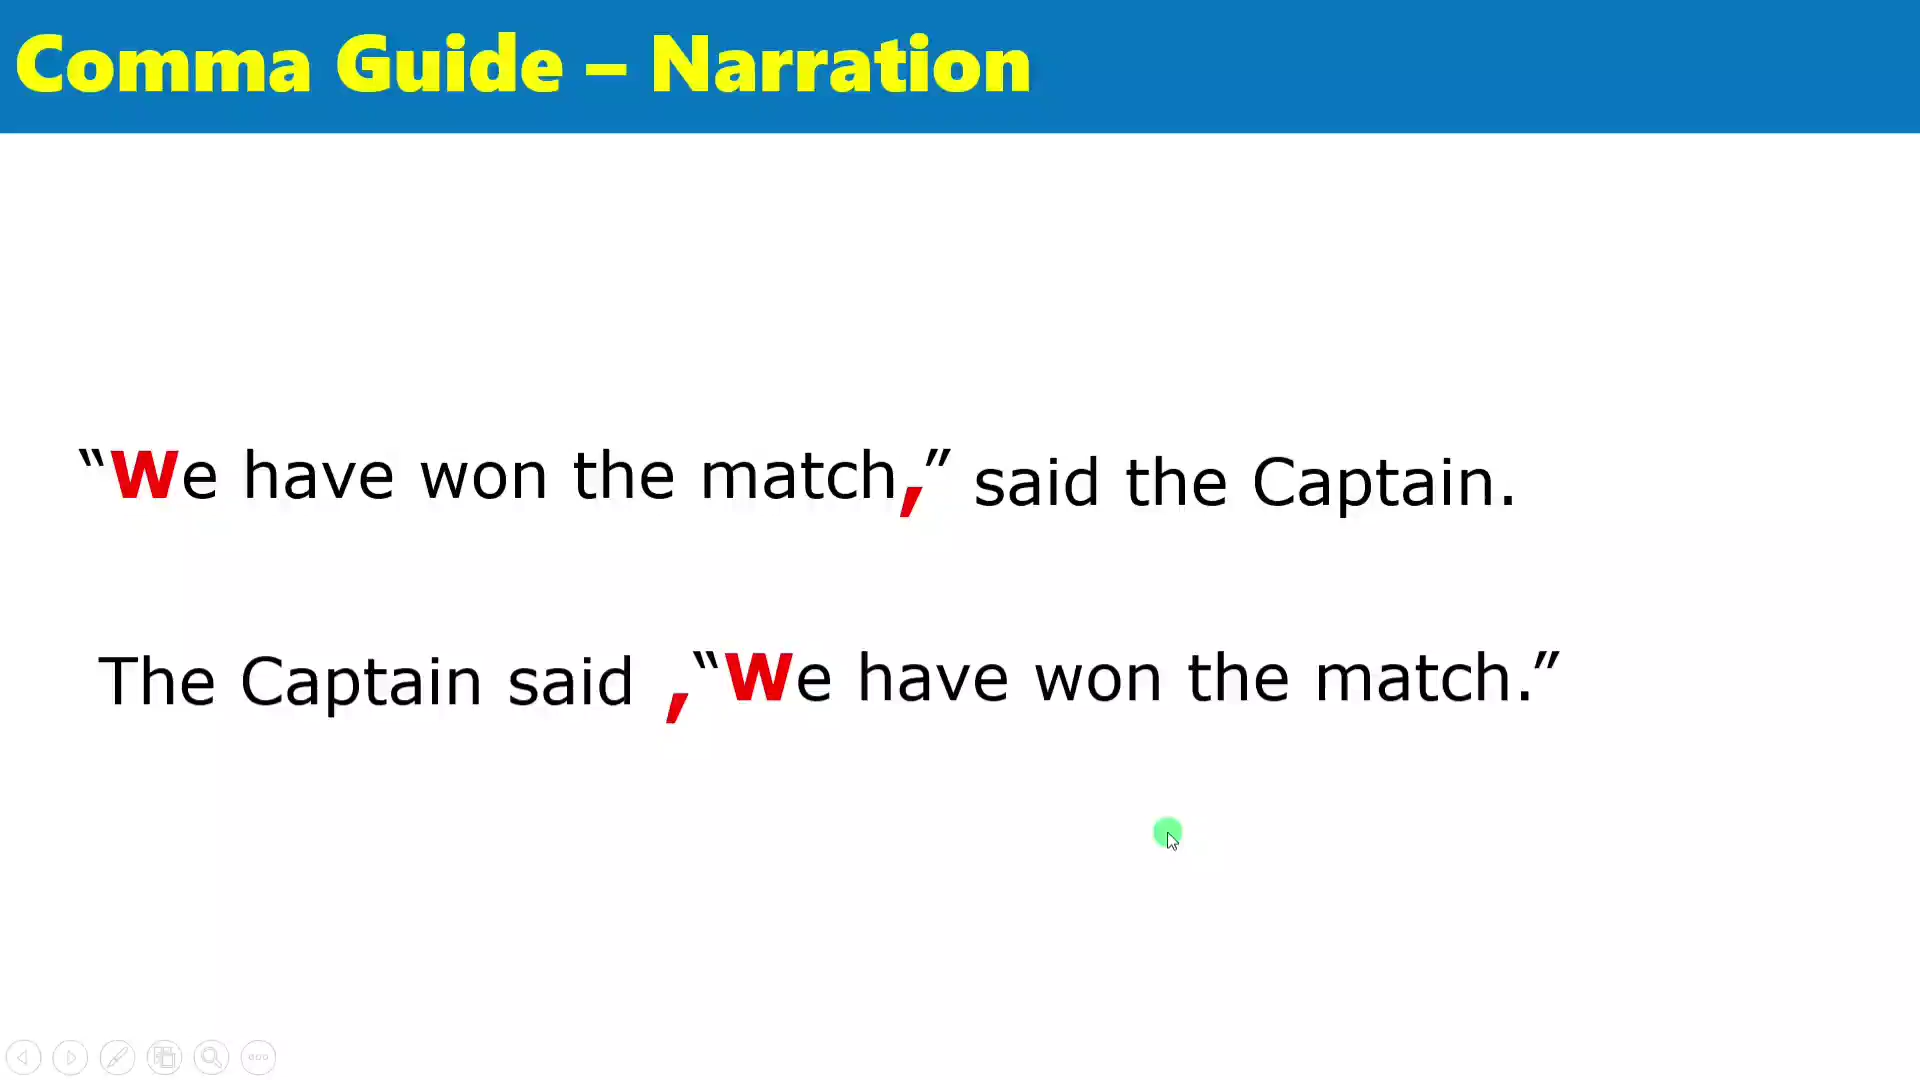 Comma Guide – Narration
“We have won the match,” said the Captain.
The Captain said ,“We have won the match.”